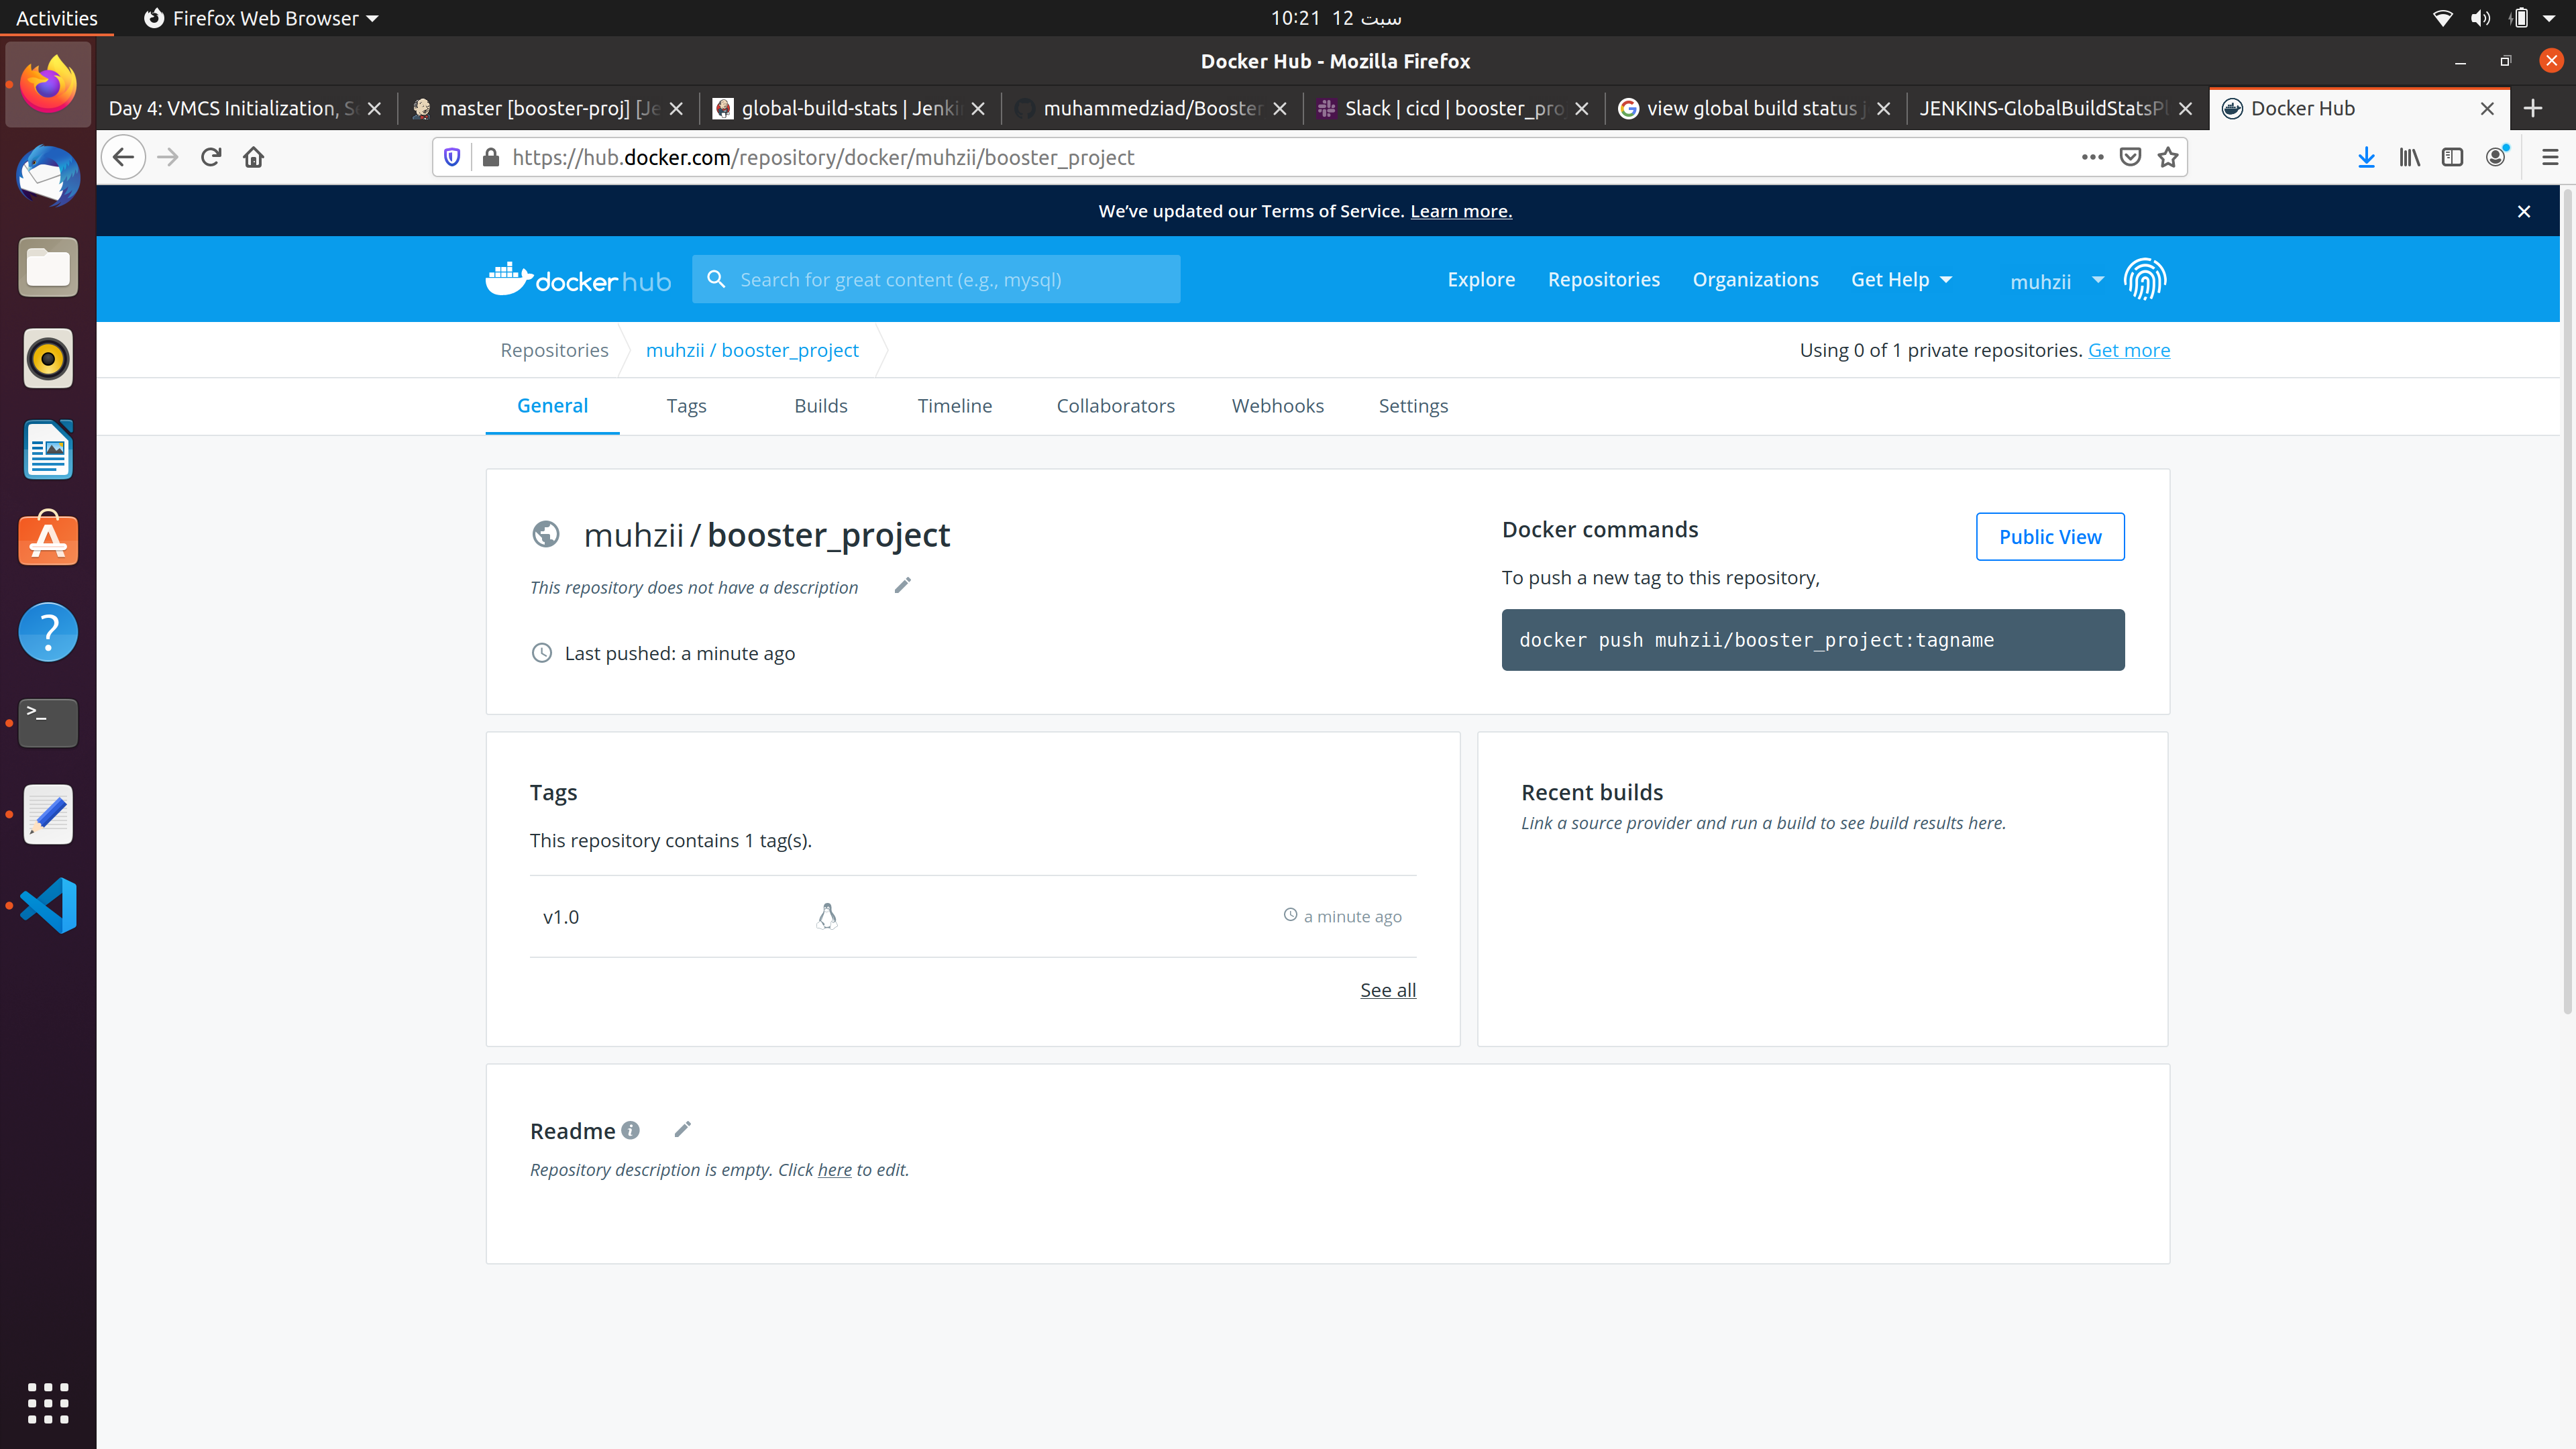 Activities
Firefox Web Browser
10:21 12 سبت
Docker Hub - Mozilla Firefox
Day 4: VMCS Initialization, Se
master [booster-proj] [Je
global-build-stats | Jenki
muhammedziad/Booster
Slack | cicd | booster_pro
view global build status j
JENKINS-GlobalBuildStatsPl
Docker Hub
https://hub.docker.com/repository/docker/muhzii/booster_project
We’ve updated our Terms of Service. Learn more.
docker hub
Search for great content (e.g., mysql)
Explore
Repositories
Organizations
Get Help
muhzii
Repositories
muhzii / booster_project
Using 0 of 1 private repositories. Get more
General
Tags
Builds
Timeline
Collaborators
Webhooks
Settings
muhzii / booster_project
This repository does not have a description
Last pushed: a minute ago
Docker commands
Public View
To push a new tag to this repository,
docker push muhzii/booster_project:tagname
Tags
This repository contains 1 tag(s).
v1.0
a minute ago
See all
Recent builds
Link a source provider and run a build to see build results here.
Readme
Repository description is empty. Click here to edit.